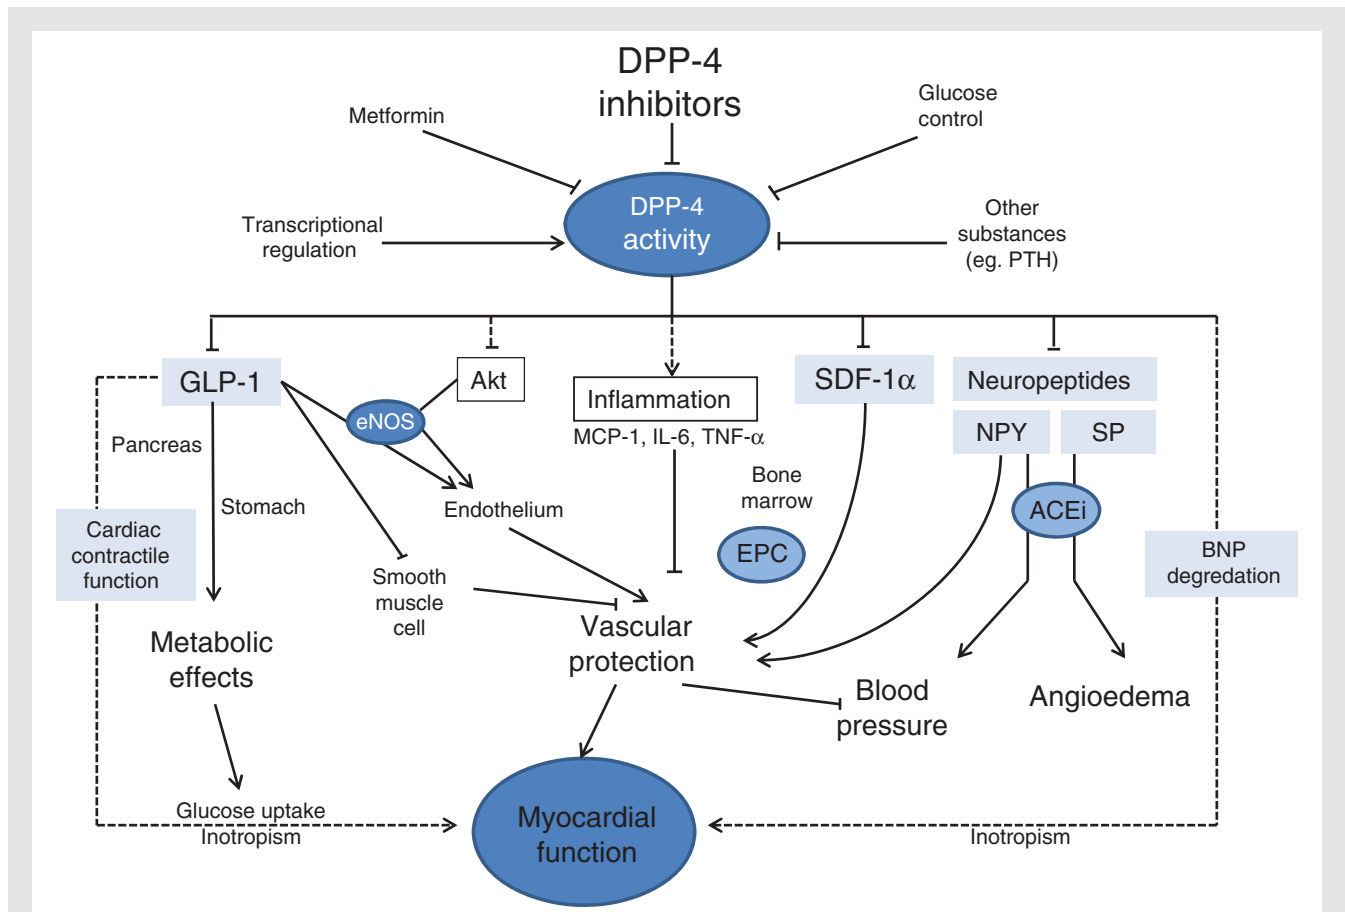 DPP-4
inhibitors
Metformin
Glucose
control
DPP-4
activity
Transcriptional
regulation
Other
substances
(eg. PTH)
GLP-1
Akt
eNOS
Inflammation
MCP-1, IL-6, TNF-α
SDF-1α
Neuropeptides
NPY
SP
Pancreas
Stomach
Endothelium
Bone
marrow
EPC
ACEi
Cardiac
contractile
function
BNP
degredation
Smooth
muscle
cell
Metabolic
effects
Vascular
protection
Blood
pressure
Angioedema
Glucose uptake
Inotropism
Myocardial
function
Inotropism